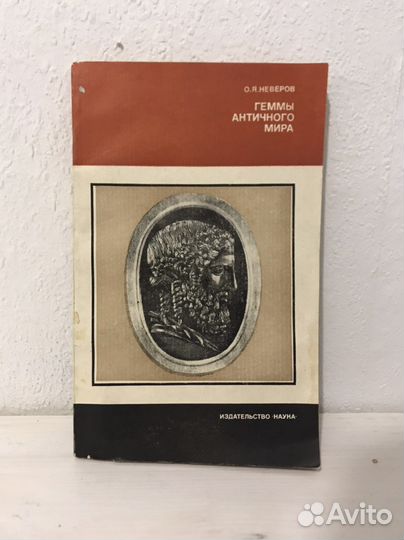 О.Я.НЕВЕРОВ
ГЕММЫ
АНТИЧНОГО
МИРА
ИЗДАТЕЛЬСТВО «НАУКА»
Avito